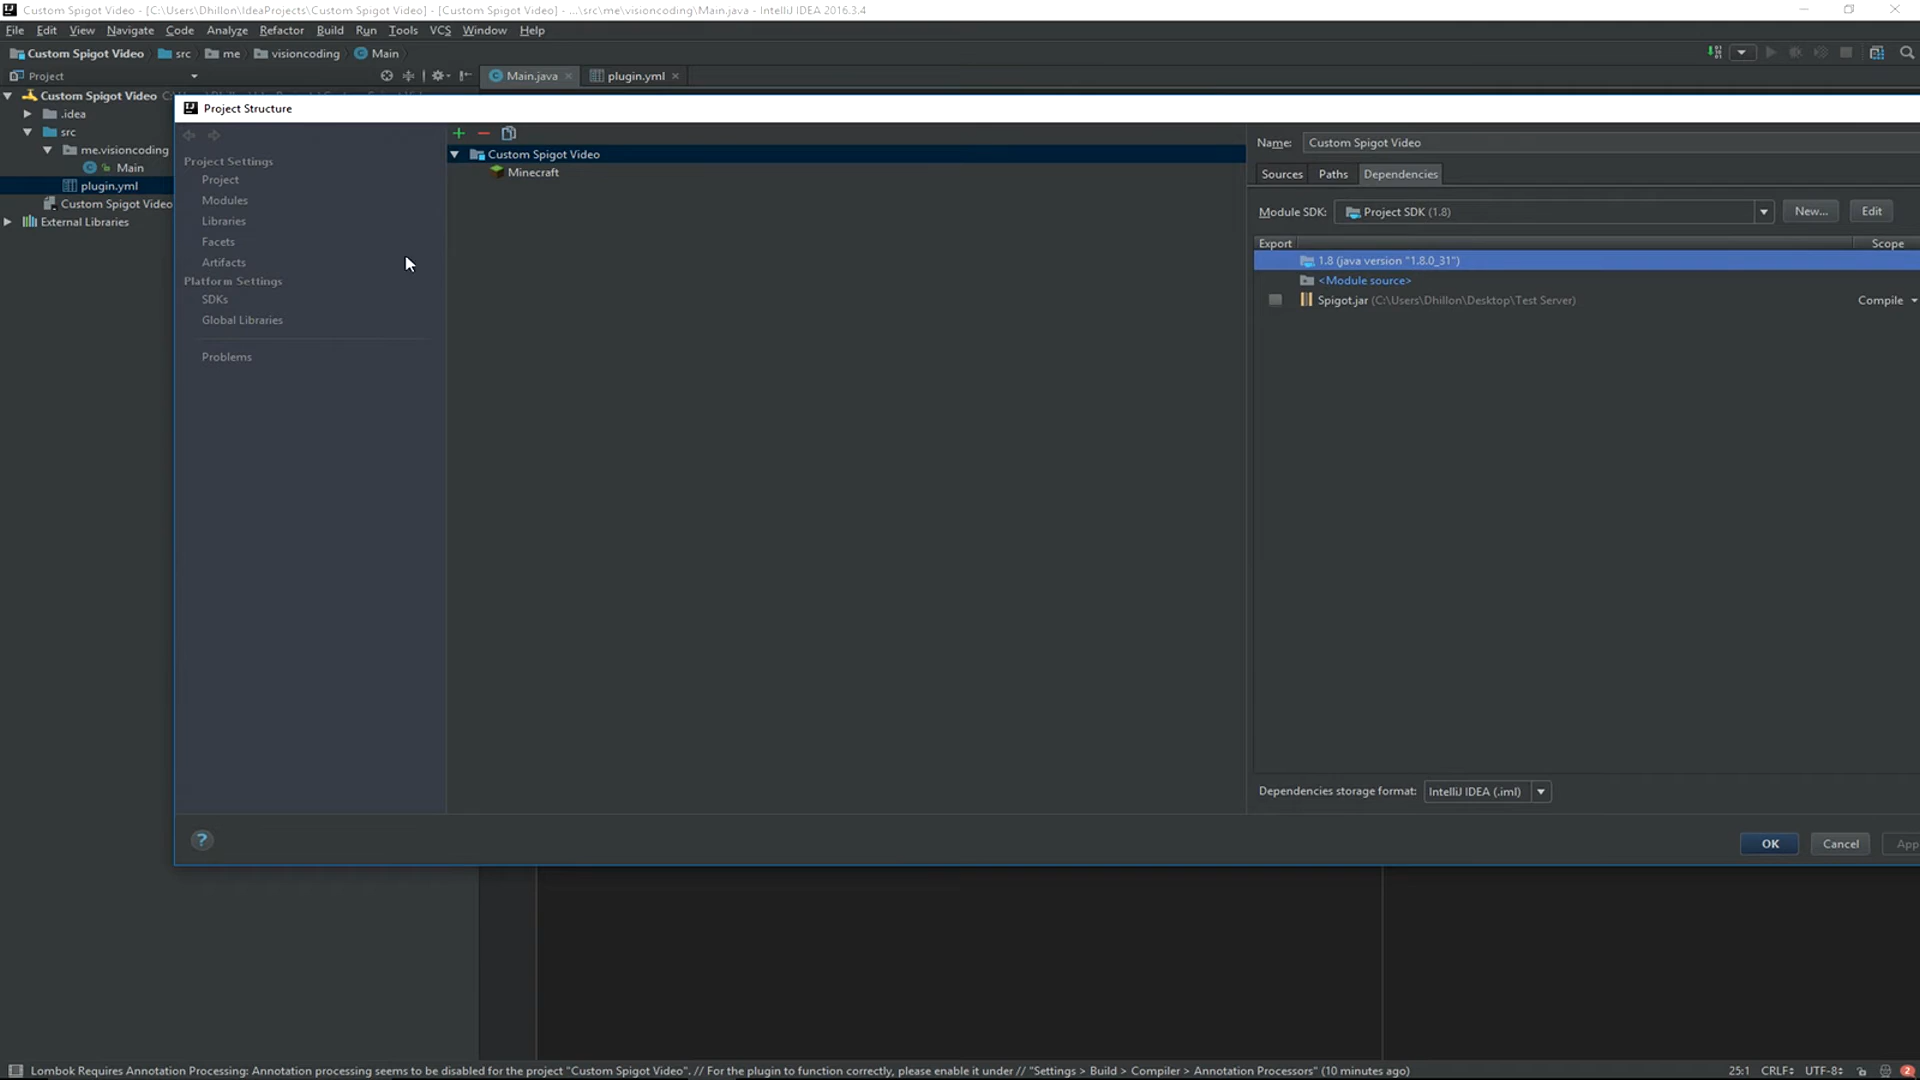 Custom Spigot Video - [C:\Users\Dhillon\IdeaProjects\Custom Spigot Video] - [Custom Spigot Video] - ...\src\me\visioncoding\Main.java - IntelliJ IDEA 2016.3.4
File Edit View Navigate Code Analyze Refactor Build Run Tools VCS Window Help
Custom Spigot Video src me visioncoding Main
Project Main.java plugin.yml
Custom Spigot Video
.idea
src
me.visioncoding
Main
plugin.yml
Custom Spigot Video
External Libraries
Project Structure
Project Settings
Project
Modules
Libraries
Facets
Artifacts
Platform Settings
SDKs
Global Libraries
Problems
Custom Spigot Video
Minecraft
Name: Custom Spigot Video
Sources Paths Dependencies
Module SDK: Project SDK (1.8) New... Edit
Export Scope
1.8 (java version "1.8.0_31")
<Module source>
Spigot.jar (C:\Users\Dhillon\Desktop\Test Server) Compile
Dependencies storage format: IntelliJ IDEA (.iml)
? OK Cancel App
Lombok Requires Annotation Processing: Annotation processing seems to be disabled for the project "Custom Spigot Video". // For the plugin to function correctly, please enable it under // "Settings > Build > Compiler > Annotation Processors" (10 minutes ago) 25:1 CRLF UTF-8 2